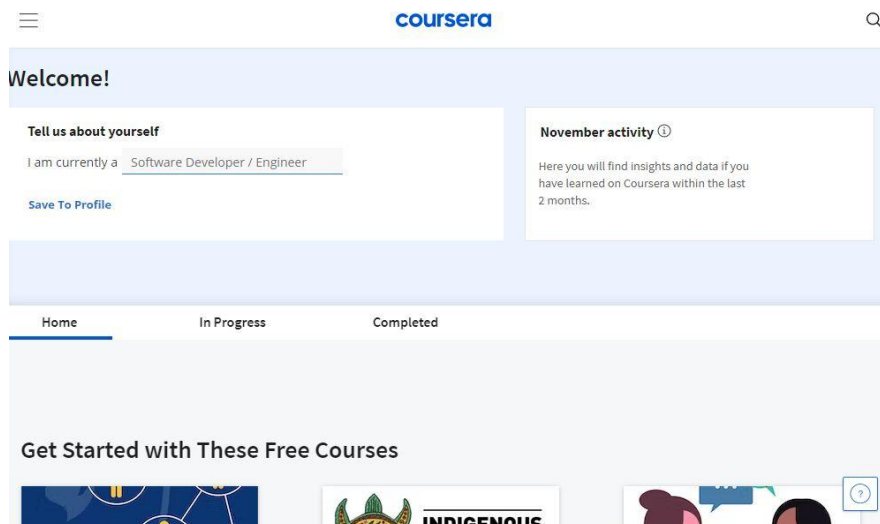 coursera
Welcome!
Tell us about yourself
I am currently a Software Developer / Engineer
Save To Profile
November activity
Here you will find insights and data if you
have learned on Coursera within the last
2 months.
Home In Progress Completed
Get Started with These Free Courses
INDIGENOUS
?